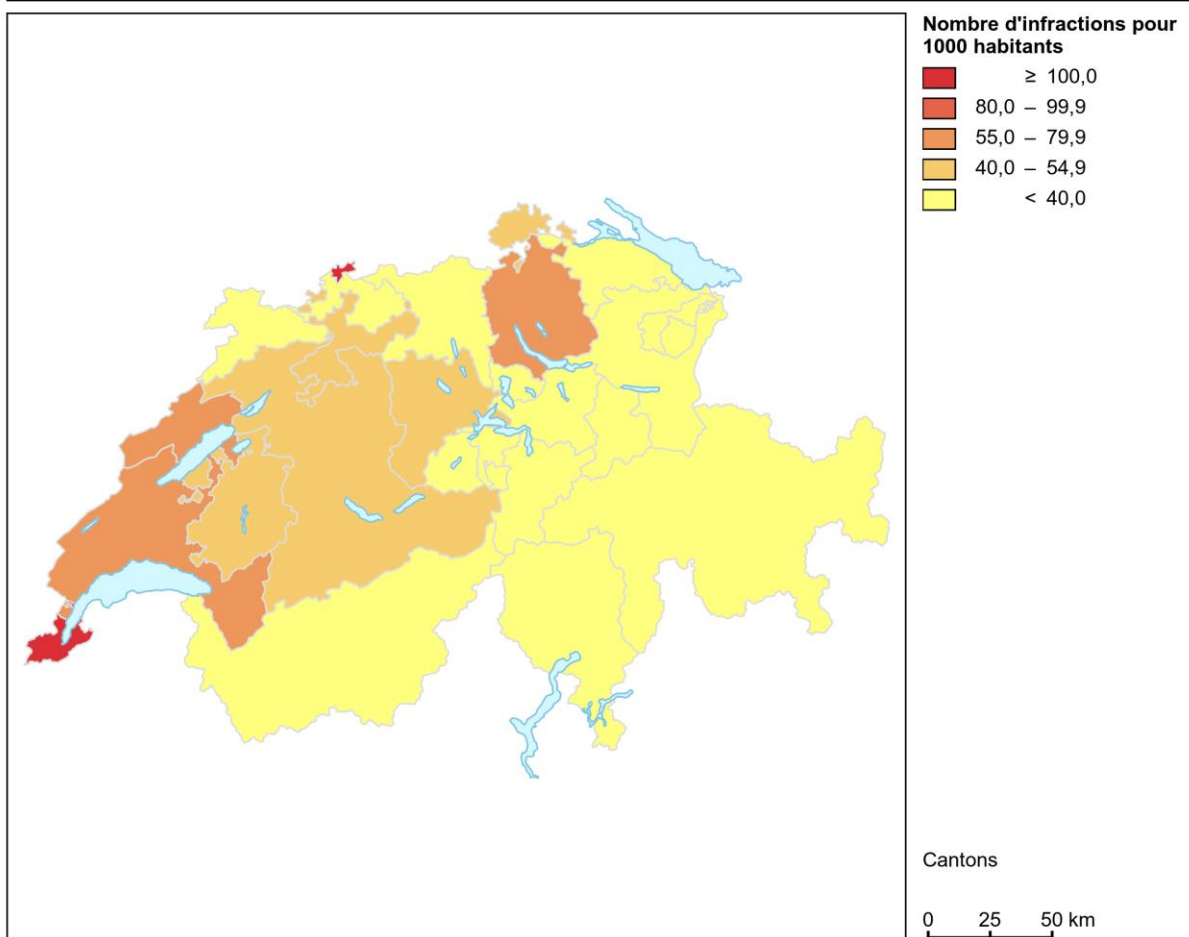 Nombre d'infractions pour
1000 habitants
≥ 100,0
80,0 – 99,9
55,0 – 79,9
40,0 – 54,9
< 40,0
Cantons
0 25 50 km